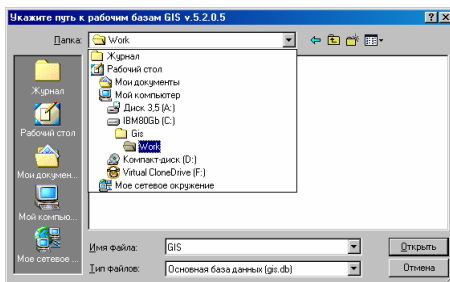 Укажите путь к рабочим базам GIS v.5.2.0.5
Папка:
Work
Журнал
Рабочий стол
Мои документы
Мой компьютер
Диск 3,5 (A:)
IBM80Gb (C:)
Gis
Work
Компакт-диск (D:)
Virtual CloneDrive (F:)
Мое сетевое окружение
Журнал
Рабочий стол
Мои докумен...
Мой компью...
Мое сетевое ...
Имя файла:
GIS
Открыть
Тип файлов:
Основная база данных (gis.db)
Отмена